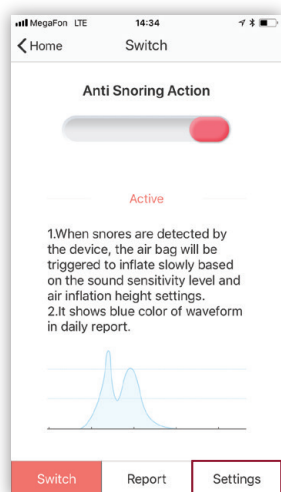 MegaFon LTE 14:34
Home Switch
Anti Snoring Action
Active
1.When snores are detected by
the device, the air bag will be
triggered to inflate slowly based
on the sound sensitivity level and
air inflation height settings.
2.It shows blue color of waveform
in daily report.
Switch Report Settings